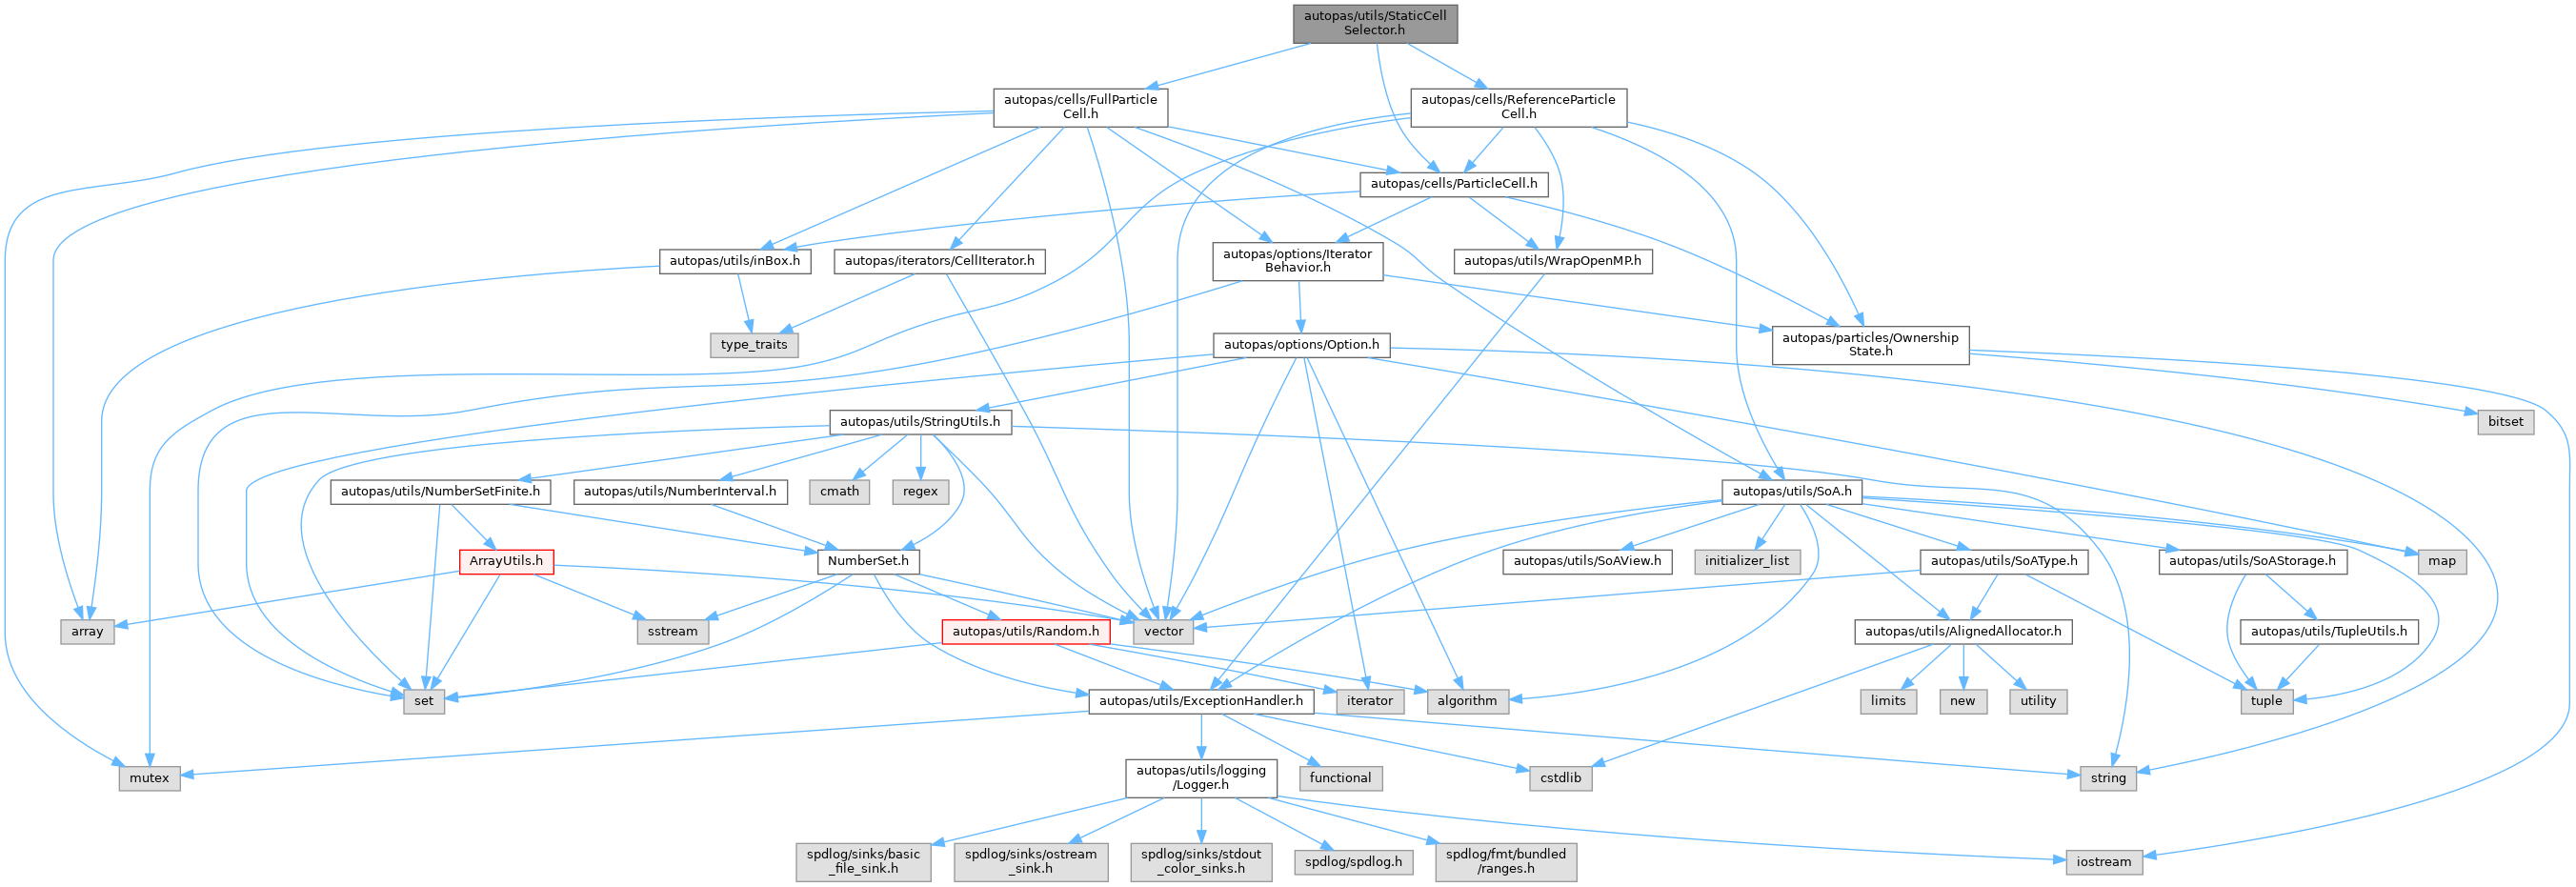 autopas/utils/StaticCell
Selector.h
autopas/cells/FullParticle
Cell.h
autopas/cells/ReferenceParticle
Cell.h
autopas/cells/ParticleCell.h
autopas/utils/inBox.h
autopas/iterators/CellIterator.h
autopas/options/Iterator
Behavior.h
autopas/utils/WrapOpenMP.h
type_traits
autopas/options/Option.h
autopas/particles/Ownership
State.h
autopas/utils/StringUtils.h
bitset
autopas/utils/NumberSetFinite.h
autopas/utils/NumberInterval.h
cmath
regex
autopas/utils/SoA.h
ArrayUtils.h
NumberSet.h
autopas/utils/SoAView.h
initializer_list
autopas/utils/SoAType.h
autopas/utils/SoAStorage.h
map
array
sstream
autopas/utils/Random.h
vector
autopas/utils/AlignedAllocator.h
autopas/utils/TupleUtils.h
set
autopas/utils/ExceptionHandler.h
iterator
algorithm
limits
new
utility
tuple
mutex
autopas/utils/logging
/Logger.h
functional
cstdlib
string
spdlog/sinks/basic
_file_sink.h
spdlog/sinks/ostream
_sink.h
spdlog/sinks/stdout
_color_sinks.h
spdlog/spdlog.h
spdlog/fmt/bundled
/ranges.h
iostream